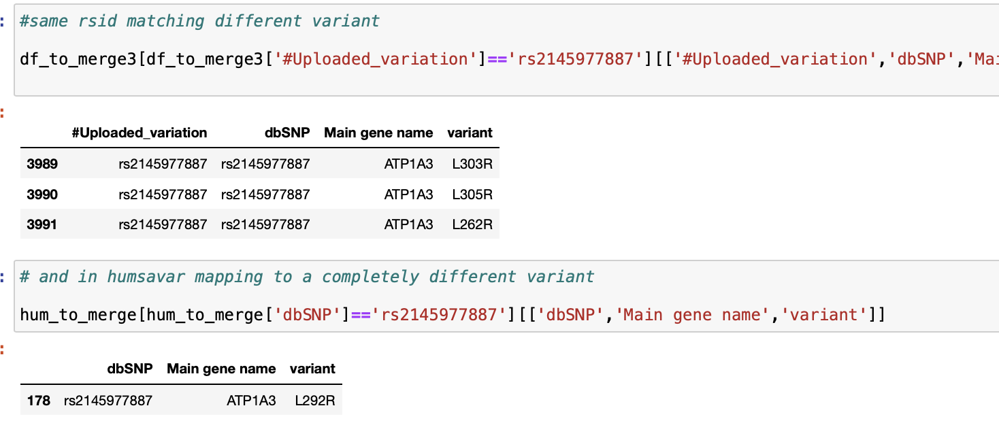 :
#same rsid matching different variant
df_to_merge3[df_to_merge3['#Uploaded_variation']=='rs2145977887'][['#Uploaded_variation','dbSNP','Mai
:
#Uploaded_variation dbSNP Main gene name variant
3989 rs2145977887 rs2145977887 ATP1A3 L303R
3990 rs2145977887 rs2145977887 ATP1A3 L305R
3991 rs2145977887 rs2145977887 ATP1A3 L262R
:
# and in humsavar mapping to a completely different variant
hum_to_merge[hum_to_merge['dbSNP']=='rs2145977887'][['dbSNP','Main gene name','variant']]
:
dbSNP Main gene name variant
178 rs2145977887 ATP1A3 L292R